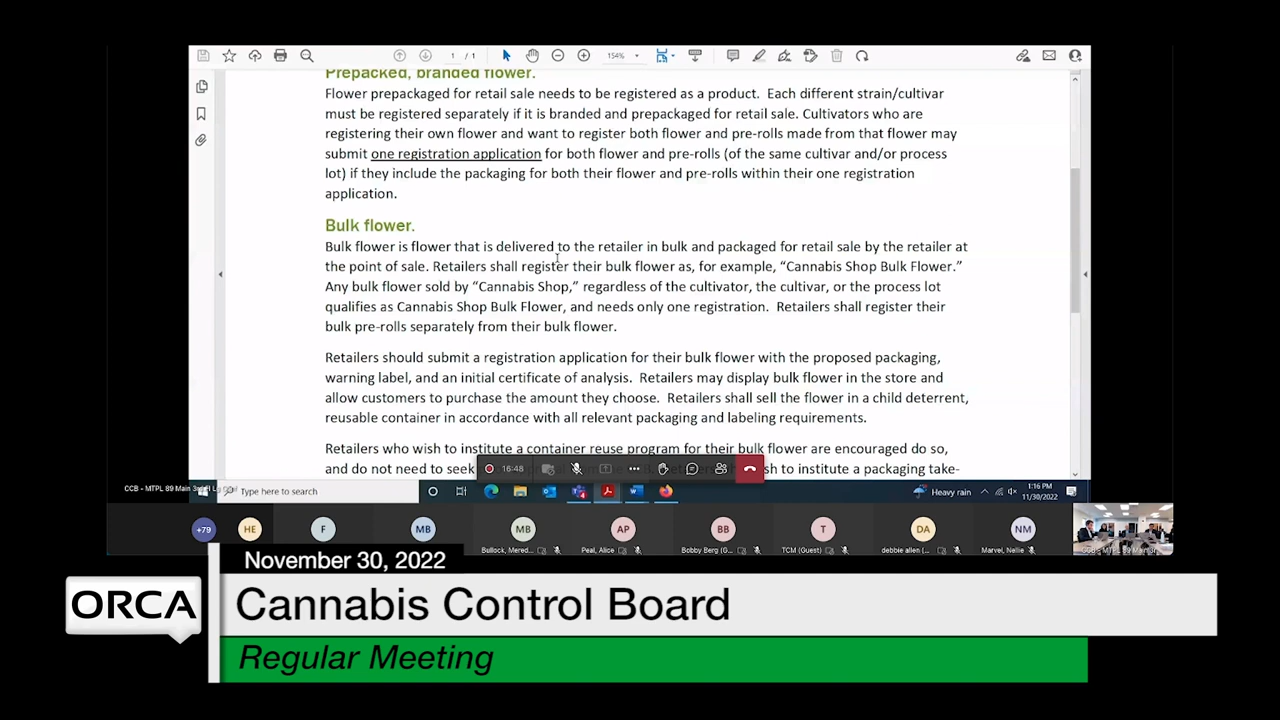 1 / 1
154%
Prepacked, branded flower.
Flower prepackaged for retail sale needs to be registered as a product. Each different strain/cultivar
must be registered separately if it is branded and prepackaged for retail sale. Cultivators who are
registering their own flower and want to register both flower and pre-rolls made from that flower may
submit one registration application for both flower and pre-rolls (of the same cultivar and/or process
lot) if they include the packaging for both their flower and pre-rolls within their one registration
application.
Bulk flower.
Bulk flower is flower that is delivered to the retailer in bulk and packaged for retail sale by the retailer at
the point of sale. Retailers shall register their bulk flower as, for example, “Cannabis Shop Bulk Flower.”
Any bulk flower sold by “Cannabis Shop,” regardless of the cultivator, the cultivar, or the process lot
qualifies as Cannabis Shop Bulk Flower, and needs only one registration. Retailers shall register their
bulk pre-rolls separately from their bulk flower.
Retailers should submit a registration application for their bulk flower with the proposed packaging,
warning label, and an initial certificate of analysis. Retailers may display bulk flower in the store and
allow customers to purchase the amount they choose. Retailers shall sell the flower in a child deterrent,
reusable container in accordance with all relevant packaging and labeling requirements.
Retailers who wish to institute a container reuse program for their bulk flower are encouraged do so,
and do not need to seek sh to institute a packaging take-
16:48
CCB - MTPL 89 Main 3rd Fl
Type here to search
Heavy rain
1:16 PM
11/30/2022
+79 HE F MB MB AP BB T DA NM
Bullock, Mered... Peal, Alice Bobby Berg (G... TCM (Guest) debbie allen (... Marvel, Nellie CCB - MTPL 89 Main 3r
November 30, 2022
ORCA
Cannabis Control Board
Regular Meeting